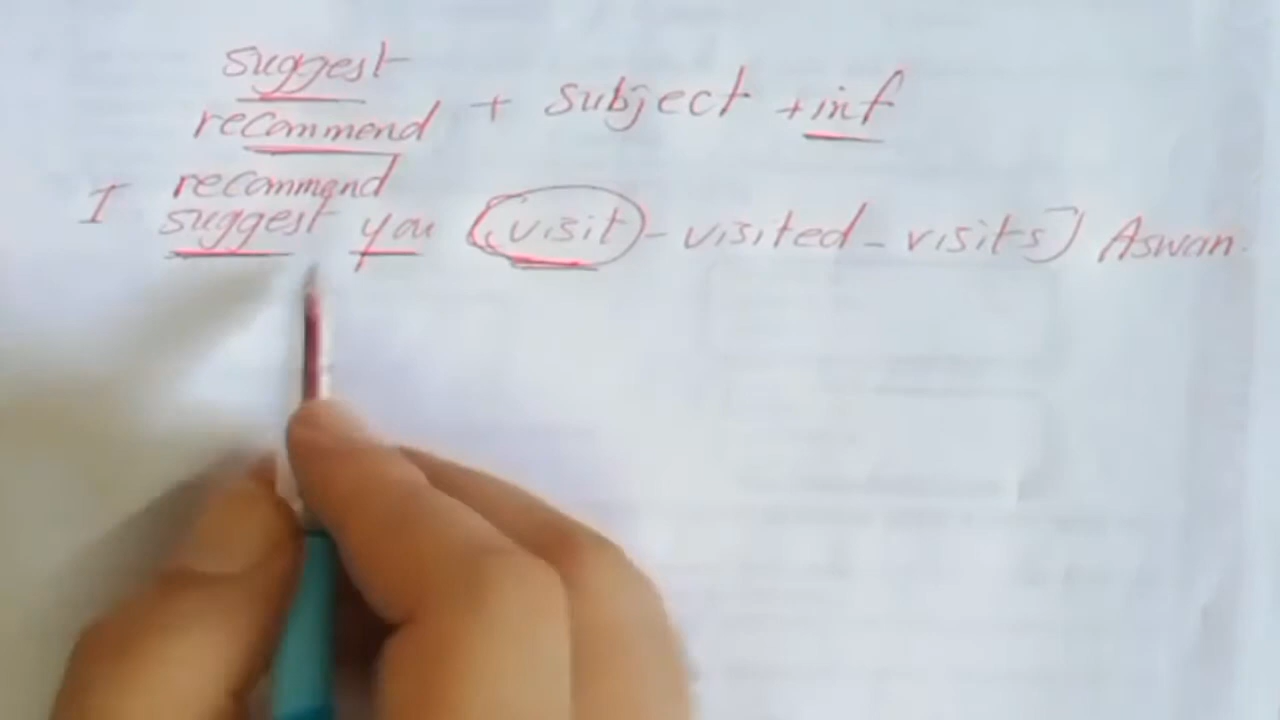 suggest
recommend + subject + inf
recommend
I suggest you (visit - visited - visits) Aswan.